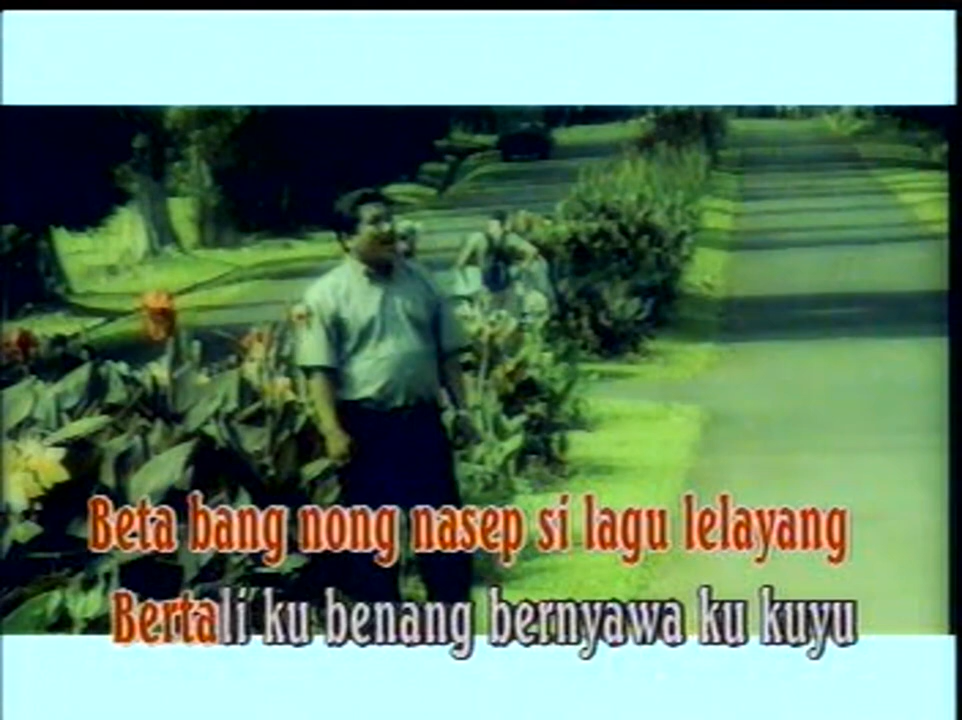 Beta bang nong nasep si lagu lelayang
Bertali ku benang bernyawa ku kuyu